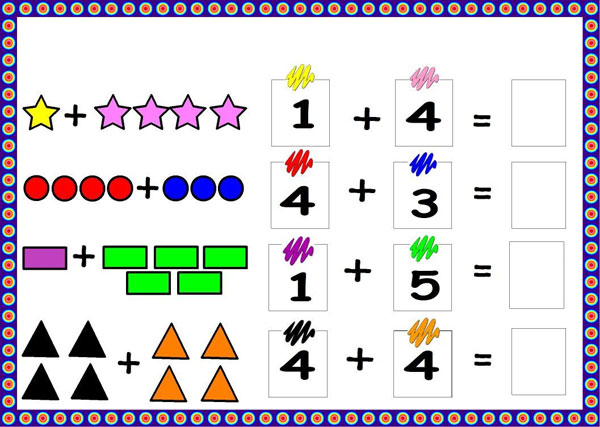 + 1 + 4 =
+ 4 + 3 =
+ 1 + 5 =
+ 4 + 4 =